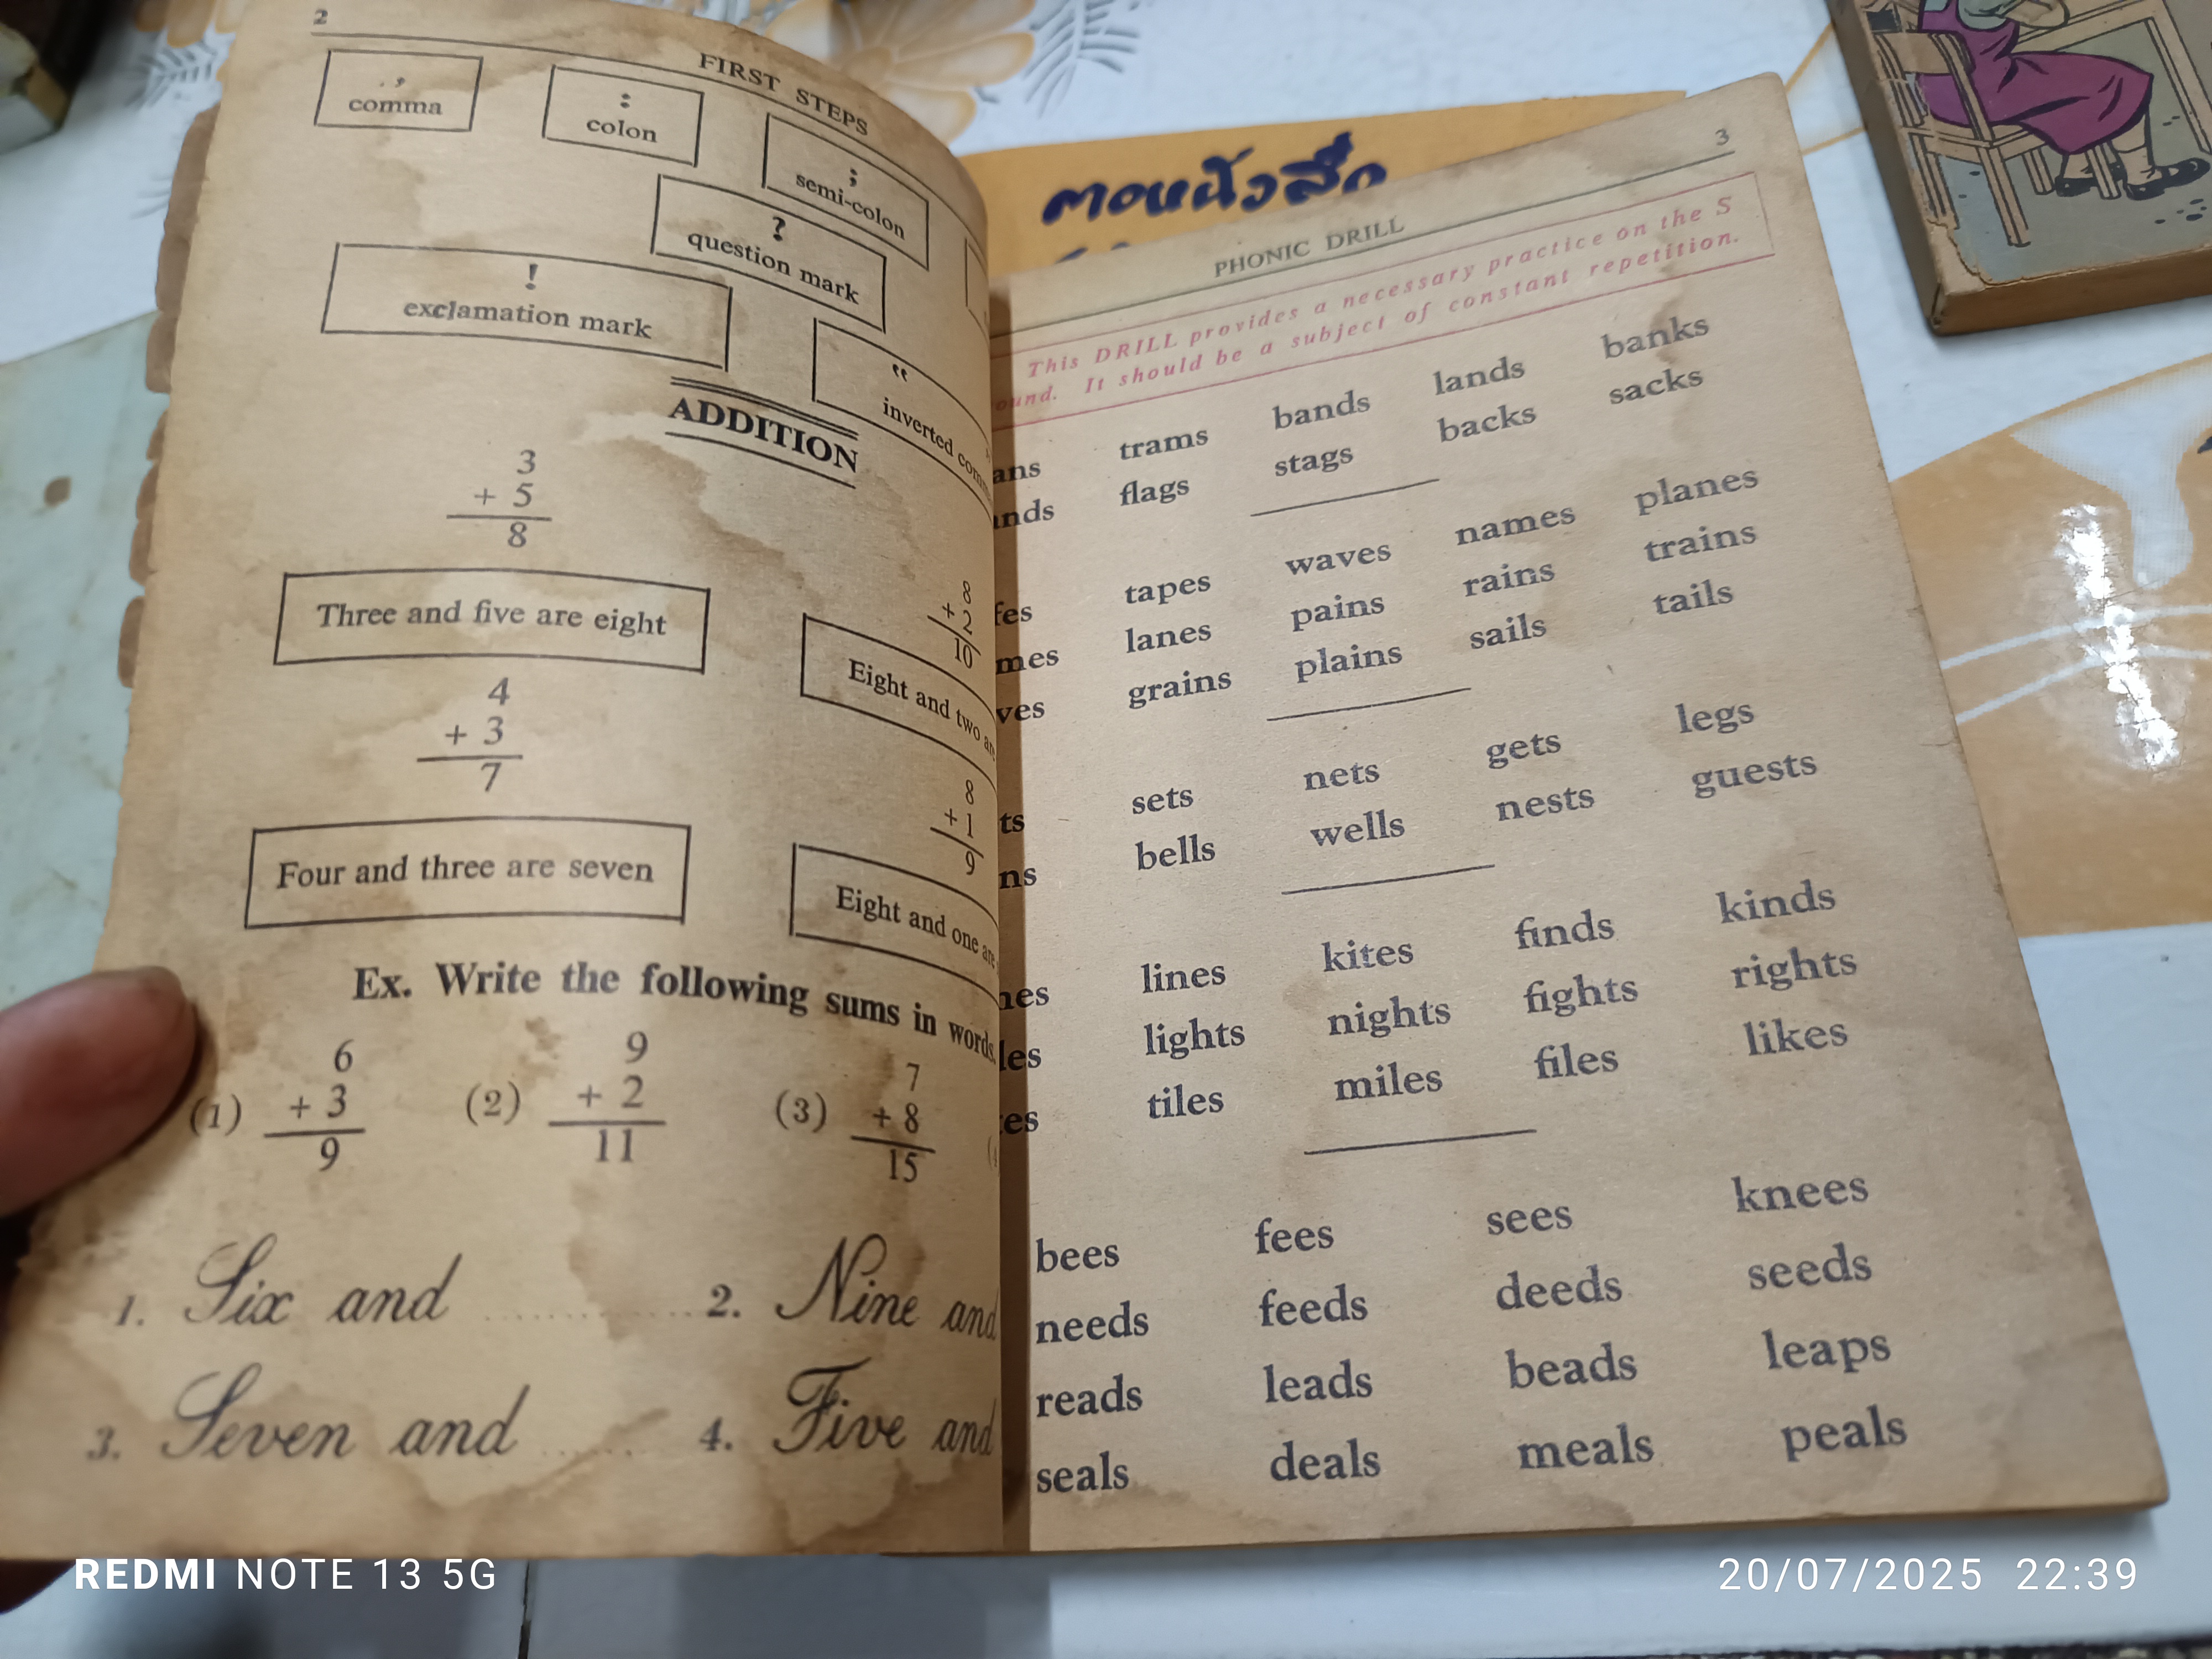 2
FIRST STEPS
,
comma
:
colon
;
semi-colon
?
question mark
!
exclamation mark
“
inverted
ADDITION
3
+ 5
8
8
+ 2
10
Three and five are eight
Eight and two
4
+ 3
7
8
+ 1
9
Four and three are seven
Eight and one are
Ex. Write the following sums in words.
(1) 6 + 3 9 (2) 9 + 2 11 (3) 7 + 8 15
1. Six and .......... 2. Nine and
3. Seven and ...... 4. Five and
3
PHONIC DRILL
This DRILL provides a necessary practice on the S
ound. It should be a subject of constant repetition.
trams bands lands banks
flags stags backs sacks
tapes waves names planes
lanes pains rains trains
grains plains sails tails
sets nets gets legs
bells wells nests guests
lines kites finds kinds
lights nights fights rights
tiles miles files likes
bees fees sees knees
needs feeds deeds seeds
reads leads beads leaps
seals deals meals peals
REDMI NOTE 13 5G
20/07/2025 22:39